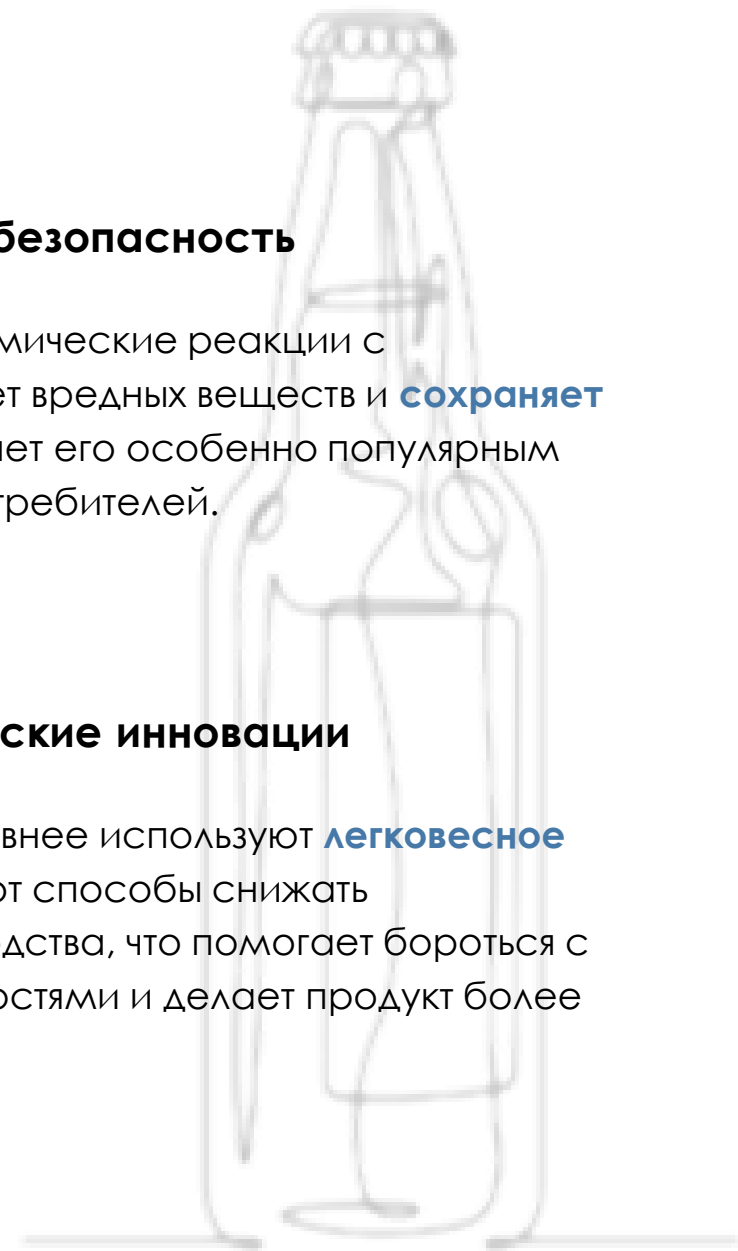 безопасность
мические реакции с
ет вредных веществ и сохраняет
ает его особенно популярным
требителей.
ские инновации
внее используют легковесное
от способы снижать
дства, что помогает бороться с
остями и делает продукт более